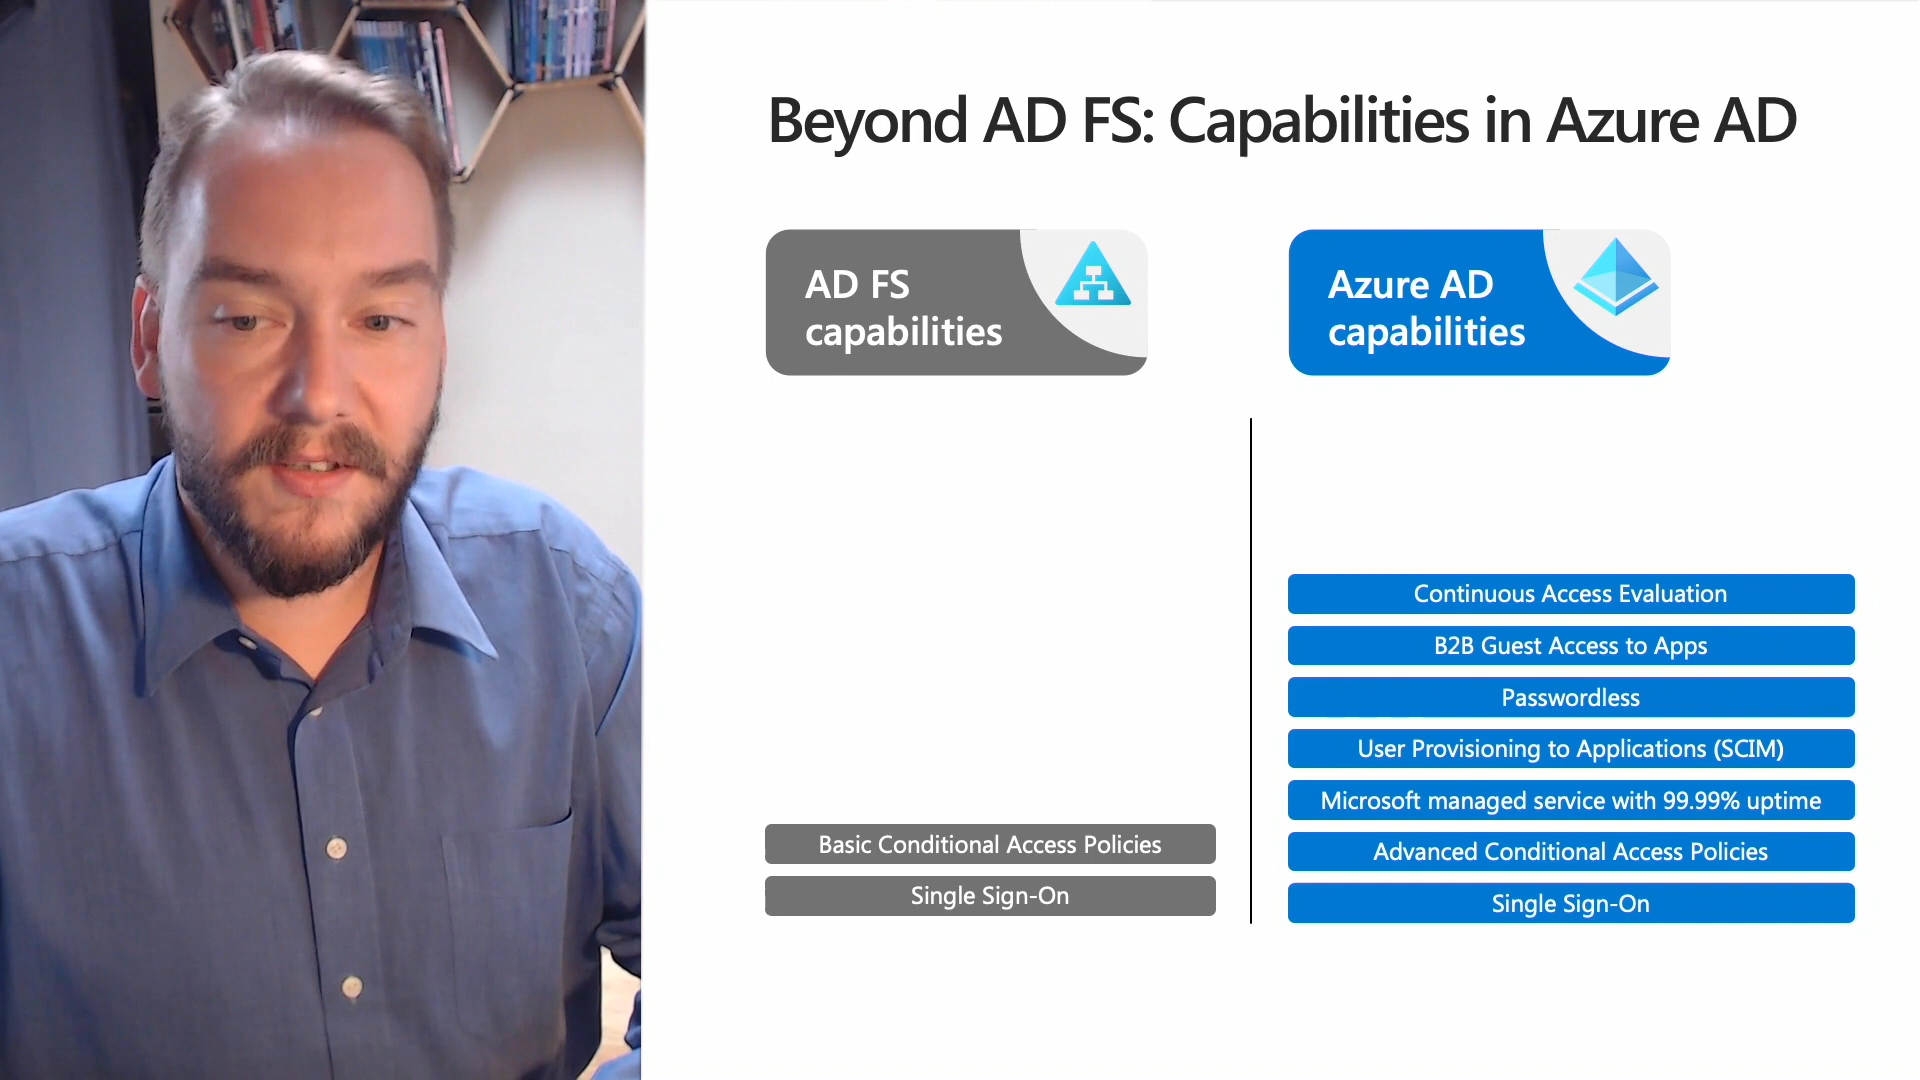 Beyond AD FS: Capabilities in Azure AD
AD FS
capabilities
Azure AD
capabilities
Basic Conditional Access Policies
Single Sign-On
Continuous Access Evaluation
B2B Guest Access to Apps
Passwordless
User Provisioning to Applications (SCIM)
Microsoft managed service with 99.99% uptime
Advanced Conditional Access Policies
Single Sign-On